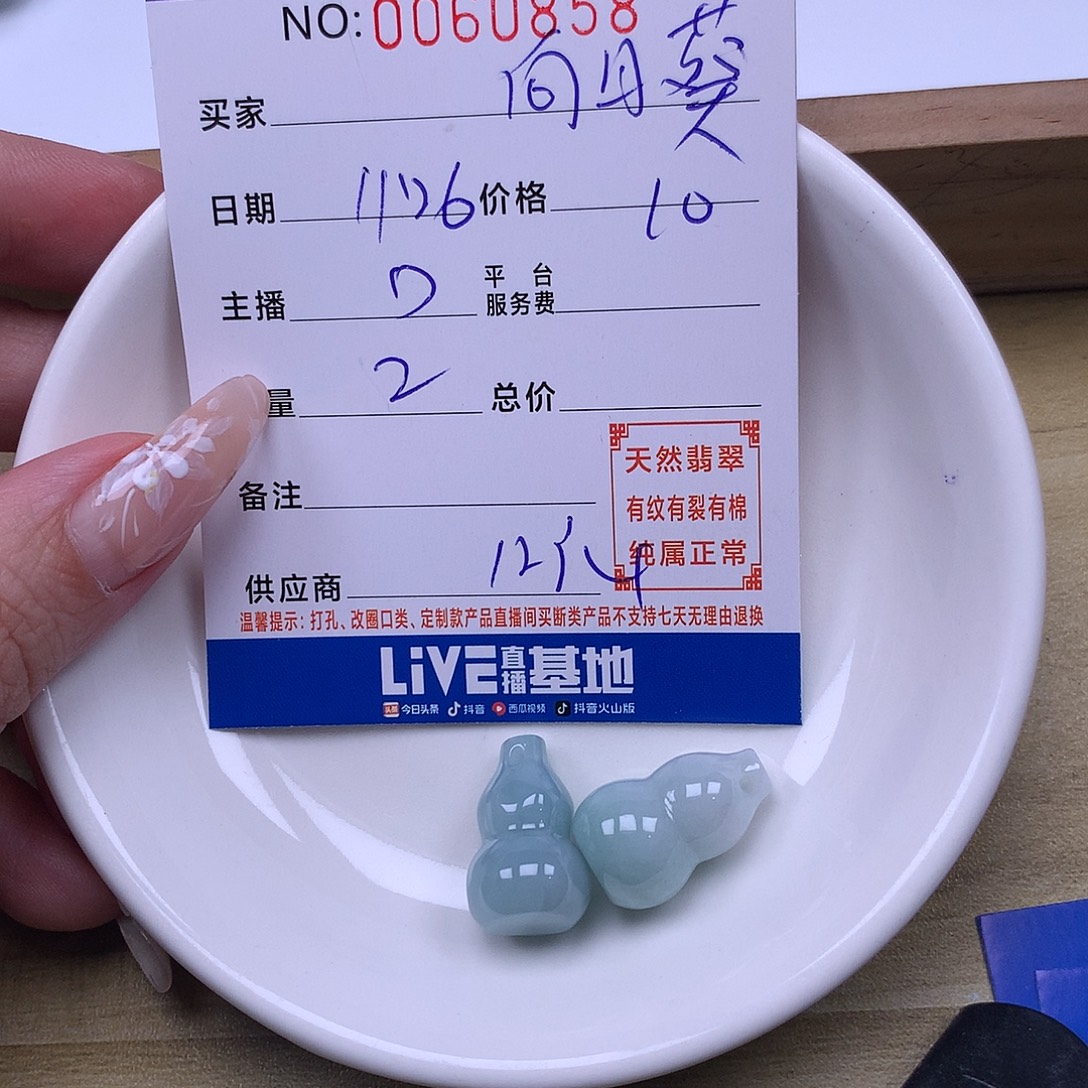 NO: 0060858
买家 向日葵
日期 1126 价格 10
主播 7 平台服务费
量 2 总价
备注
天然翡翠
有纹有裂有棉
纯属正常
供应商
温馨提示：打孔、改圈口类、定制款产品直播间买断类产品不支持七天无理由退换
LiVE直播基地
头条 今日头条 抖音 西瓜视频 抖音火山版